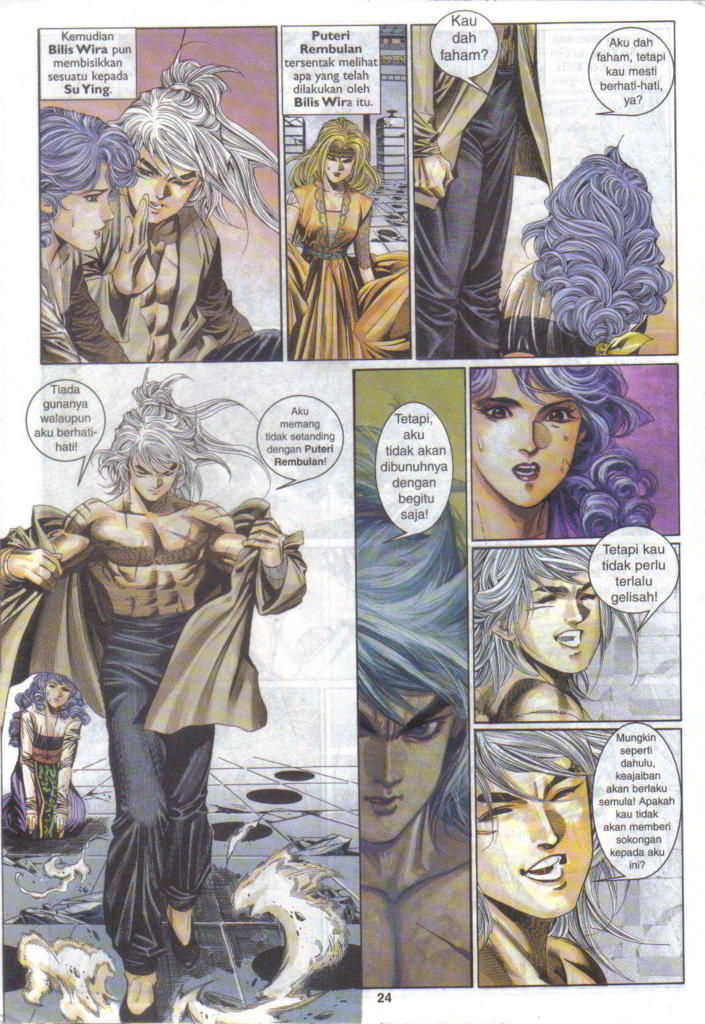 Kemudian
Bilis Wira pun
membisikkan
sesuatu kepada
Su Ying.
Puteri
Rembulan
tersentak melihat
apa yang telah
dilakukan oleh
Bilis Wira itu.
Kau
dah
faham?
Aku dah
faham, tetapi
kau mesti
berhati-hati,
ya?
Tiada
gunanya
walaupun
aku berhati-
hati!
Aku
memang
tidak setanding
dengan Puteri
Rembulan!
Tetapi,
aku
tidak akan
dibunuhnya
dengan
begitu
saja!
Tetapi kau
tidak perlu
terlalu
gelisah!
Mungkin
seperti
dahulu,
keajaiban
akan berlaku
semula! Apakah
kau tidak
akan memberi
sokongan
kepada aku
ini?
24